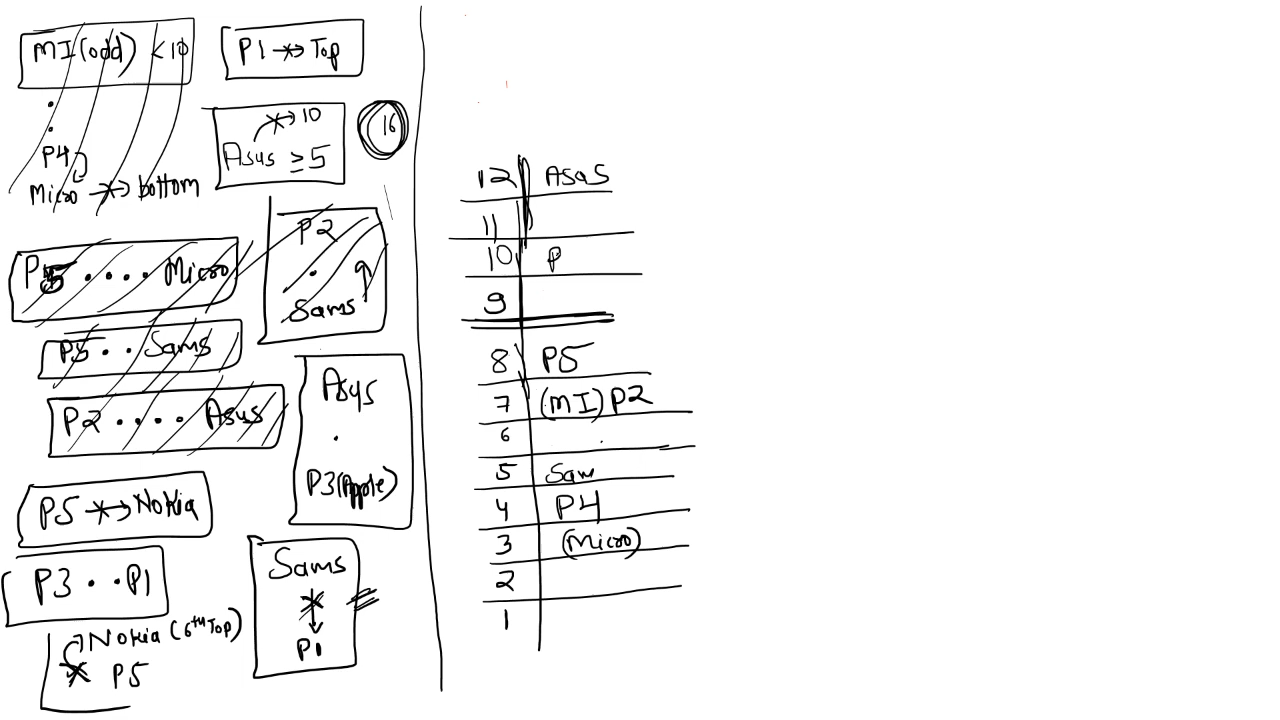 MI(odd) <10
P4
Micro → bottom
P1 → Top
→ 10
Asus ≥5
16
P5 .... Micro
P2
.
Sams
P5 .. Sams
P2 .... Asus
Asus
.
P3(Apple)
P5 → Nokia
P3 . . P1
Nokia (6th Top)
P5
Sams
↓
P1
12 Asas
11
10 P
9
8 P5
7 (MI) P2
6
5 Sam
4 P4
3 (Micro)
2
1